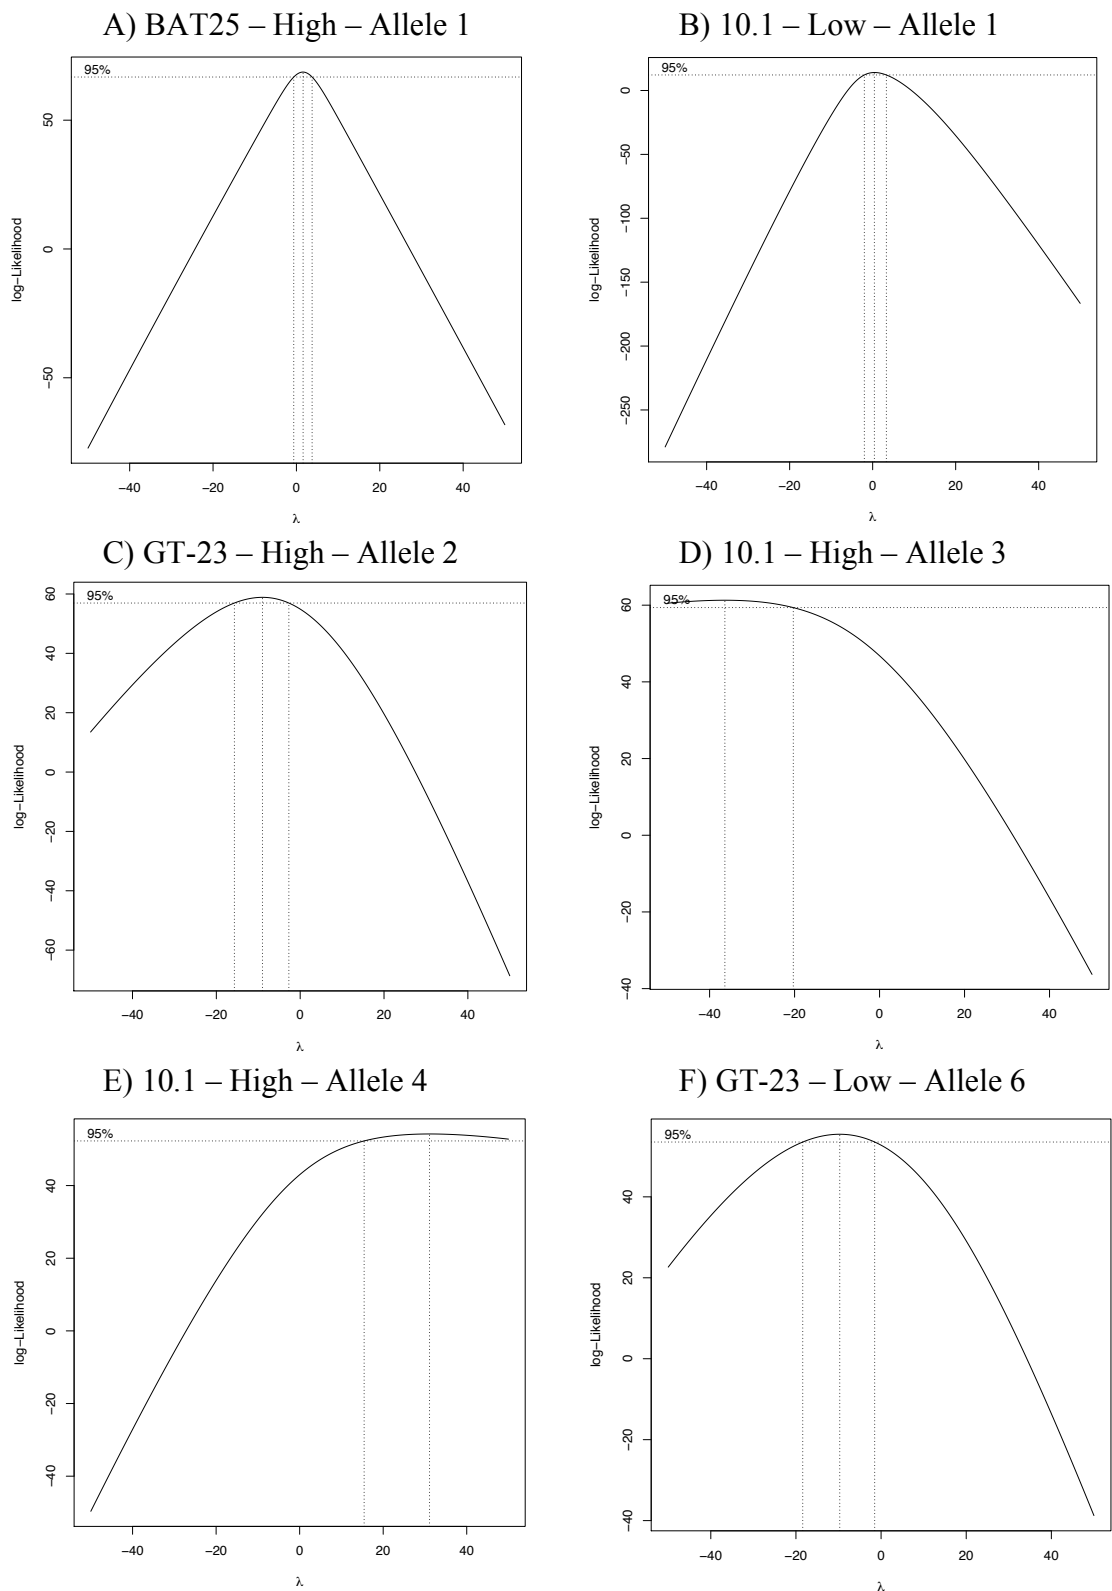 A) BAT25 – High – Allele 1
95%
50
0
−50
log−Likelihood
−40 −20 0 20 40
λ
B) 10.1 – Low – Allele 1
95%
0
−50
−100
−150
−200
−250
log−Likelihood
−40 −20 0 20 40
λ
C) GT-23 – High – Allele 2
95%
60
40
20
0
−20
−40
−60
log−Likelihood
−40 −20 0 20 40
λ
D) 10.1 – High – Allele 3
95%
60
40
20
0
−20
−40
log−Likelihood
−40 −20 0 20 40
λ
E) 10.1 – High – Allele 4
95%
40
20
0
−20
−40
log−Likelihood
−40 −20 0 20 40
λ
F) GT-23 – Low – Allele 6
95%
40
20
0
−20
−40
log−Likelihood
−40 −20 0 20 40
λ